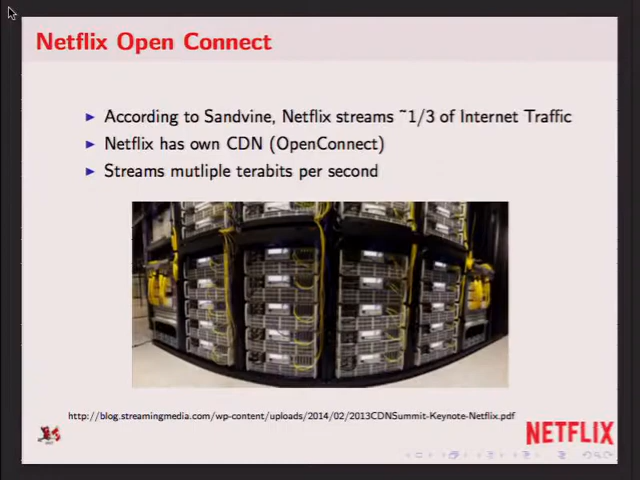 Netflix Open Connect
According to Sandvine, Netflix streams ~1/3 of Internet Traffic
Netflix has own CDN (OpenConnect)
Streams mutliple terabits per second
http://blog.streamingmedia.com/wp-content/uploads/2014/02/2013CDNSummit-Keynote-Netflix.pdf
NETFLIX